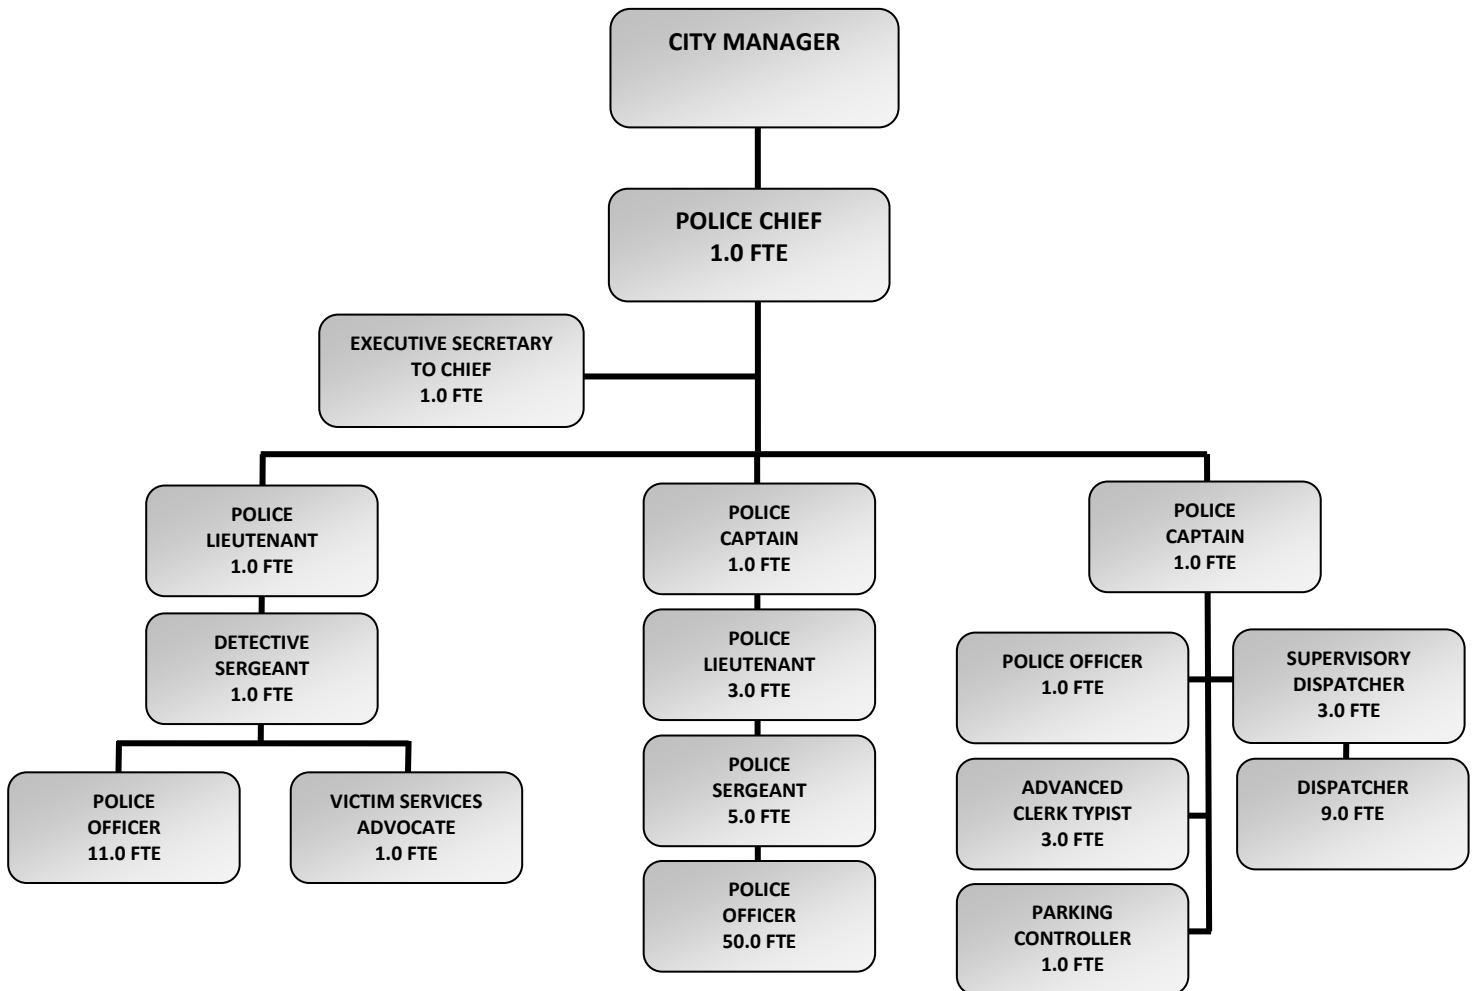 CITY MANAGER
POLICE CHIEF
1.0 FTE
EXECUTIVE SECRETARY
TO CHIEF
1.0 FTE
POLICE
LIEUTENANT
1.0 FTE
DETECTIVE
SERGEANT
1.0 FTE
POLICE
OFFICER
11.0 FTE
VICTIM SERVICES
ADVOCATE
1.0 FTE
POLICE
CAPTAIN
1.0 FTE
POLICE
LIEUTENANT
3.0 FTE
POLICE
SERGEANT
5.0 FTE
POLICE
OFFICER
50.0 FTE
POLICE
CAPTAIN
1.0 FTE
POLICE OFFICER
1.0 FTE
SUPERVISORY
DISPATCHER
3.0 FTE
ADVANCED
CLERK TYPIST
3.0 FTE
DISPATCHER
9.0 FTE
PARKING
CONTROLLER
1.0 FTE